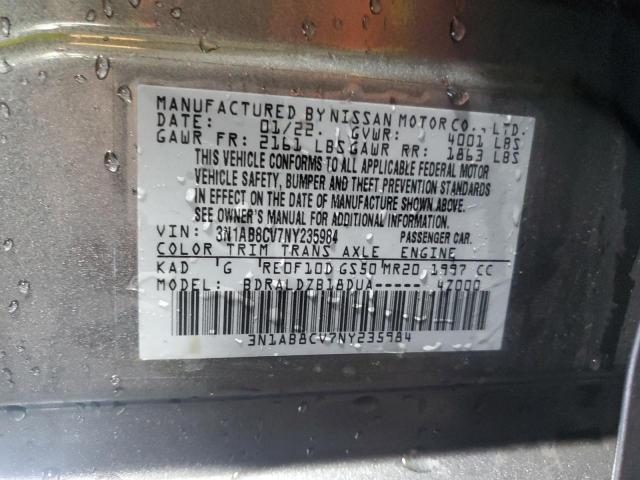 MANUFACTURED BY NISSAN MOTOR CO., LTD.
DATE: 01/22. GVWR: 4001 LBS
GAWR FR: 2161 LBS GAWR RR: 1863 LBS
THIS VEHICLE CONFORMS TO ALL APPLICABLE FEDERAL MOTOR
VEHICLE SAFETY, BUMPER AND THEFT PREVENTION STANDARDS
IN EFFECT ON THE DATE OF MANUFACTURE SHOWN ABOVE.
SEE OWNER'S MANUAL FOR ADDITIONAL INFORMATION.
VIN: 3N1AB8CV7NY235984 PASSENGER CAR.
COLOR TRIM TRANS AXLE ENGINE
KAD G RE0F10D GS50 MR20 1997 CC
MODEL: BDRALDZB18DUA----- 4Z000
3N1AB8CV7NY235984